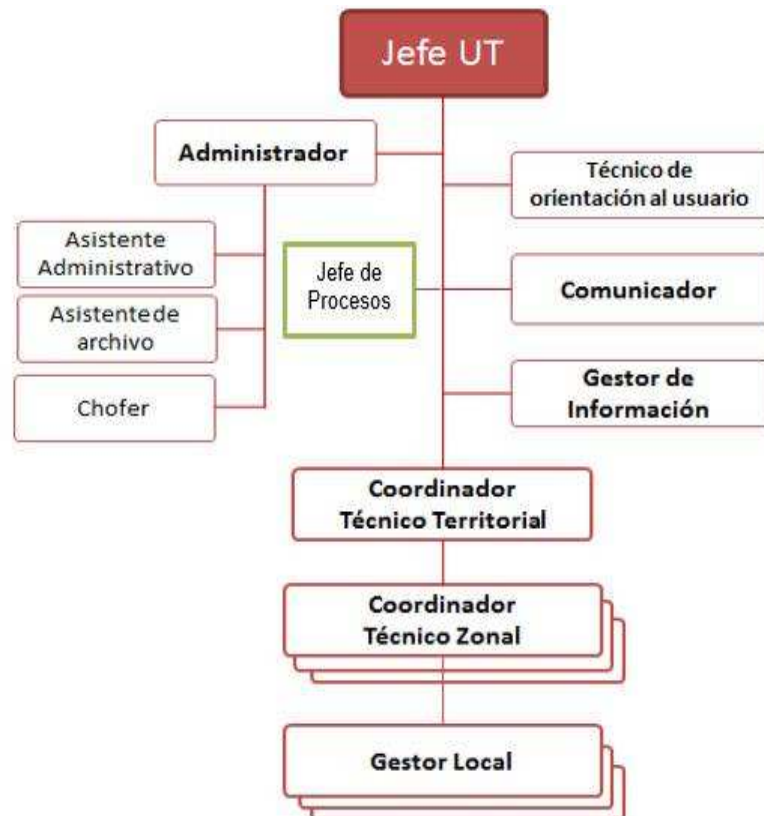 Jefe UT
Administrador
Técnico de
orientación al usuario
Asistente
Administrativo
Jefe de
Procesos
Comunicador
Asistente de
archivo
Chofer
Gestor de
Información
Coordinador
Técnico Territorial
Coordinador
Técnico Zonal
Gestor Local